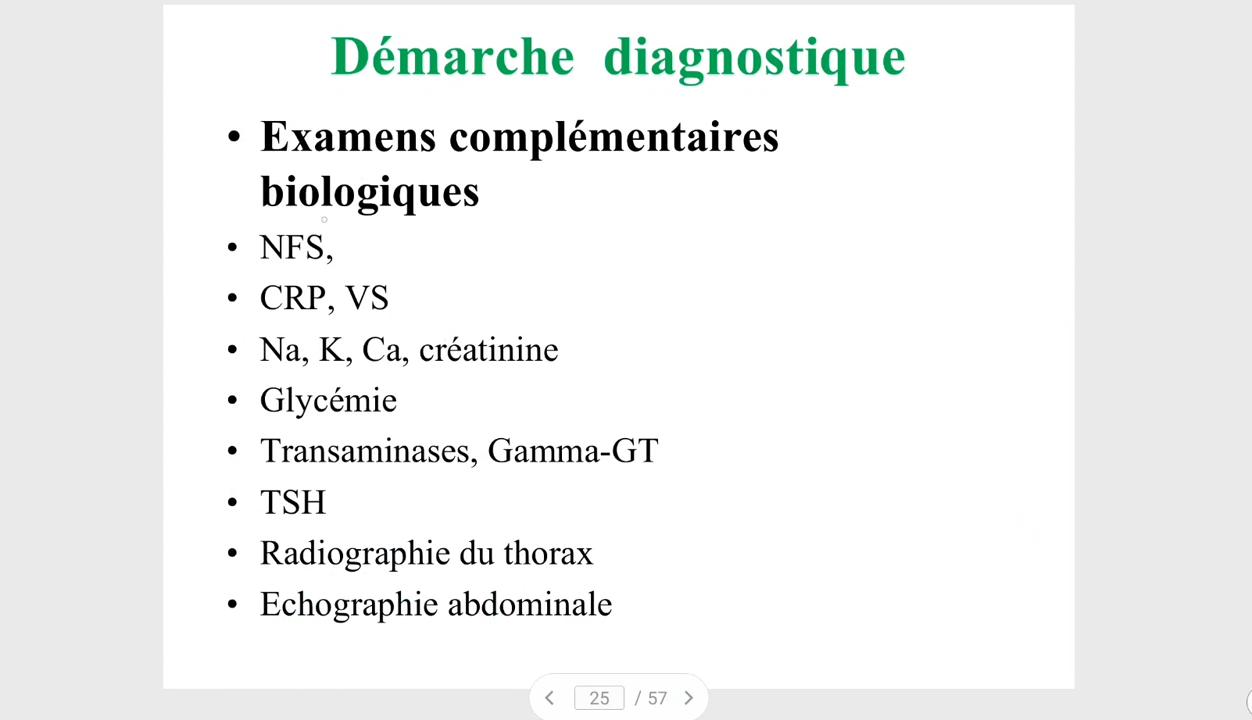 Démarche diagnostique
• Examens complémentaires
biologiques
• NFS,
• CRP, VS
• Na, K, Ca, créatinine
• Glycémie
• Transaminases, Gamma-GT
• TSH
• Radiographie du thorax
• Echographie abdominale
25 / 57